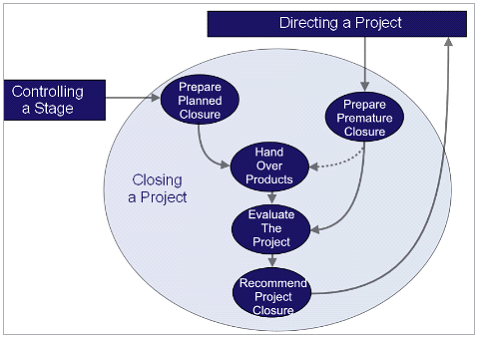 Directing a Project
Controlling
a Stage
Prepare
Planned
Closure
Prepare
Premature
Closure
Hand
Over
Products
Closing
a Project
Evaluate
The
Project
Recommend
Project
Closure